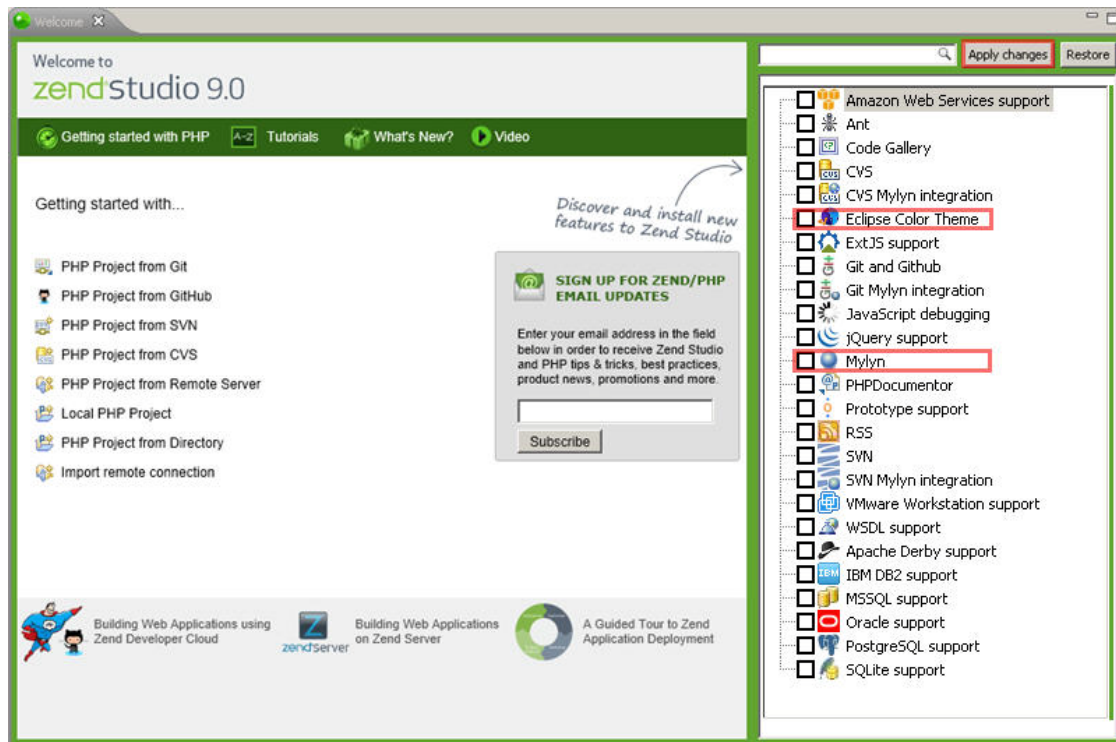 Welcome
Welcome to
zend studio 9.0
Getting started with PHP
A-Z Tutorials
What's New?
Video
Getting started with...
Discover and install new
features to Zend Studio
PHP Project from Git
PHP Project from GitHub
PHP Project from SVN
PHP Project from CVS
PHP Project from Remote Server
Local PHP Project
PHP Project from Directory
Import remote connection
SIGN UP FOR ZEND/PHP
EMAIL UPDATES
Enter your email address in the field
below in order to receive Zend Studio
and PHP tips & tricks, best practices,
product news, promotions and more.
Subscribe
Building Web Applications using
Zend Developer Cloud
zend server
Building Web Applications
on Zend Server
A Guided Tour to Zend
Application Deployment
Apply changes
Restore
Amazon Web Services support
Ant
Code Gallery
CVS CVS
CVS CVS Mylyn integration
Eclipse Color Theme
ExtJS support
Git and Github
Git Mylyn integration
JavaScript debugging
jQuery support
Mylyn
PHPDocumentor
Prototype support
RSS
SVN
SVN Mylyn integration
VMware Workstation support
WSDL support
Apache Derby support
IBM IBM DB2 support
MSSQL support
Oracle support
PostgreSQL support
SQLite support